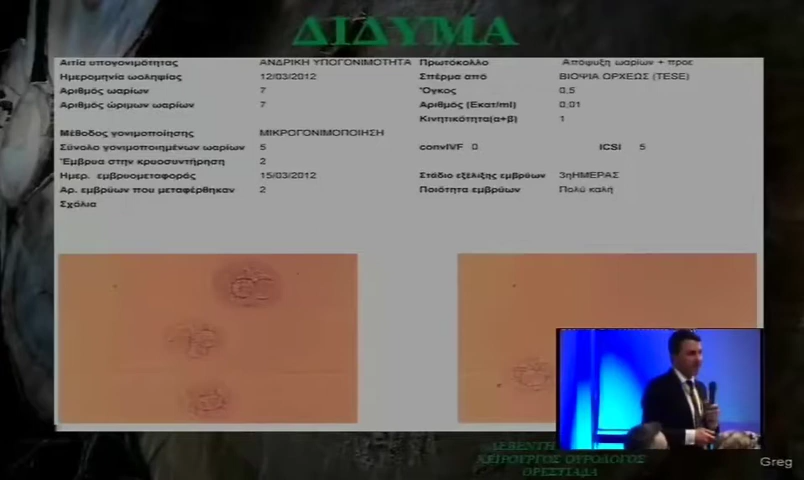 ΔΙΔΥΜΑ
Αιτία υπογονιμότητας ΑΝΔΡΙΚΗ ΥΠΟΓΟΝΙΜΟΤΗΤΑ Πρωτόκολλο Απόψυξη ωαρίων + προε
Ημερομηνία ωοληψίας 12/03/2012 Σπέρμα από ΒΙΟΨΙΑ ΟΡΧΕΩΣ (TESE)
Αριθμός ωαρίων 7 Όγκος 0,5
Αριθμός ώριμων ωαρίων 7 Αριθμός (Εκατ/ml) 0,01
Κινητικότητα(α+β) 1
Μέθοδος γονιμοποίησης ΜΙΚΡΟΓΟΝΙΜΟΠΟΙΗΣΗ
Σύνολο γονιμοποιημένων ωαρίων 5 convIVF 0 ICSI 5
Έμβρυα στην κρυοσυντήρηση 2
Ημερ. εμβρυομεταφοράς 15/03/2012 Στάδιο εξέλιξης εμβρύων 3ηΗΜΕΡΑΣ
Αρ. εμβρύων που μεταφέρθηκαν 2 Ποιότητα εμβρύων Πολύ καλή
Σχόλια
ΛΕΒΕΝΤΗ
ΧΕΙΡΟΥΡΓΟΣ ΟΥΡΟΛΟΓΟΣ
ΟΡΕΣΤΙΑΔΑ
Greg